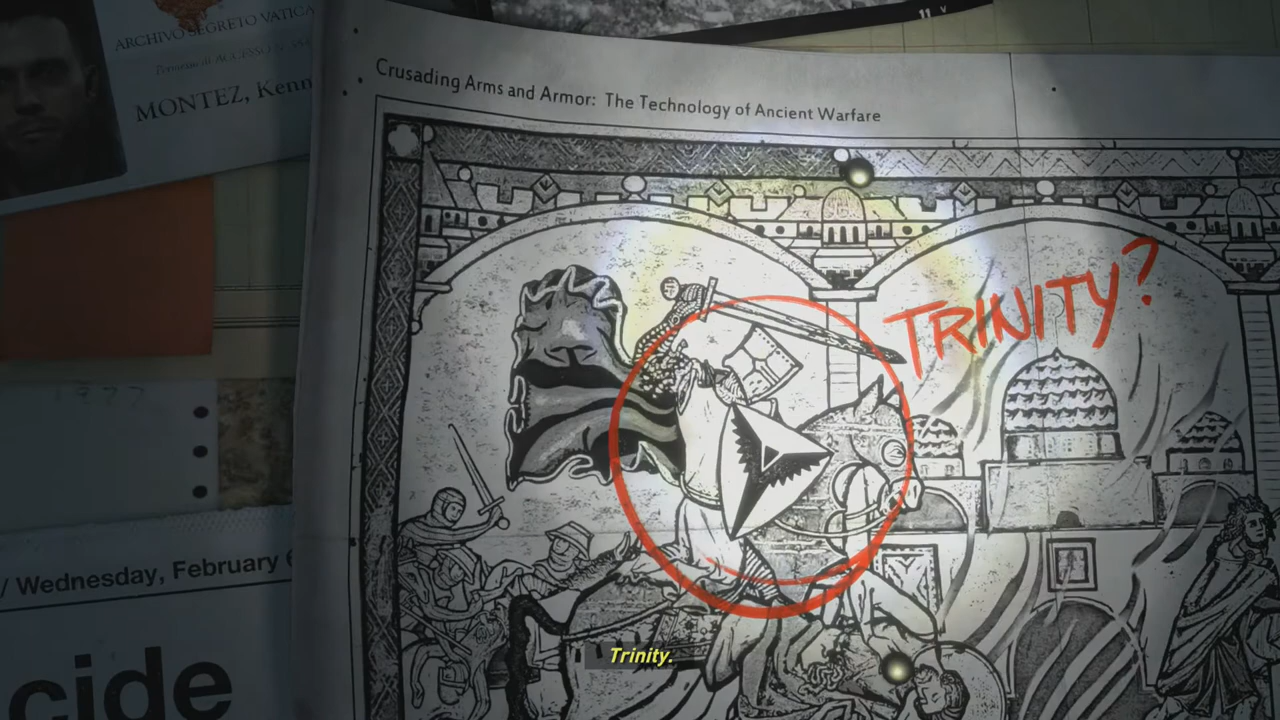 ARCHIVO SEGRETO VATICA
MONTEZ, Kenn
Crusading Arms and Armor: The Technology of Ancient Warfare
TRINITY?
/ Wednesday, February 6
cide
Trinity.